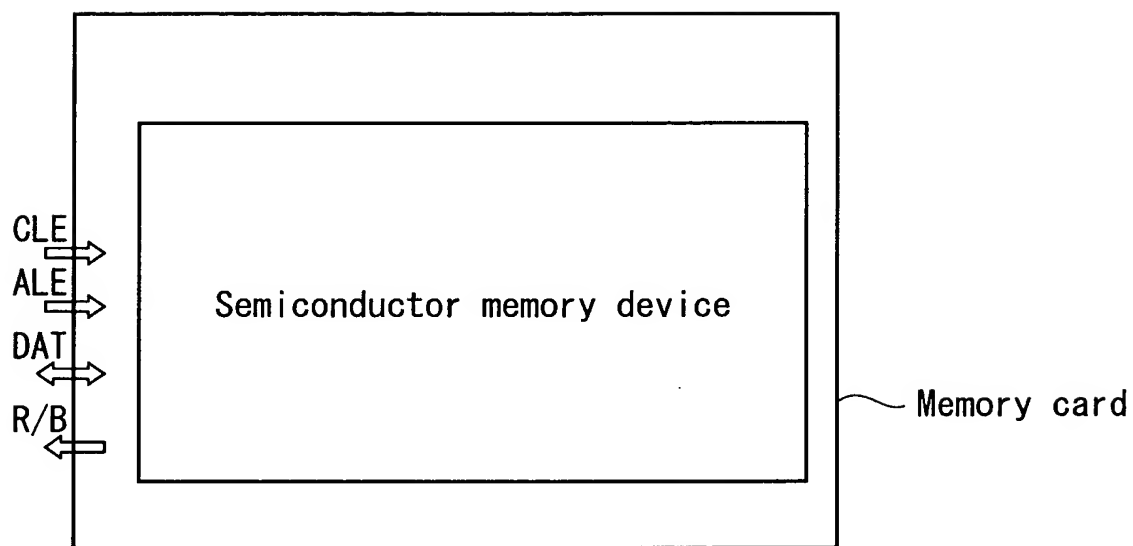 CLE
ALE
Semiconductor memory device
DAT
R/B
Memory card